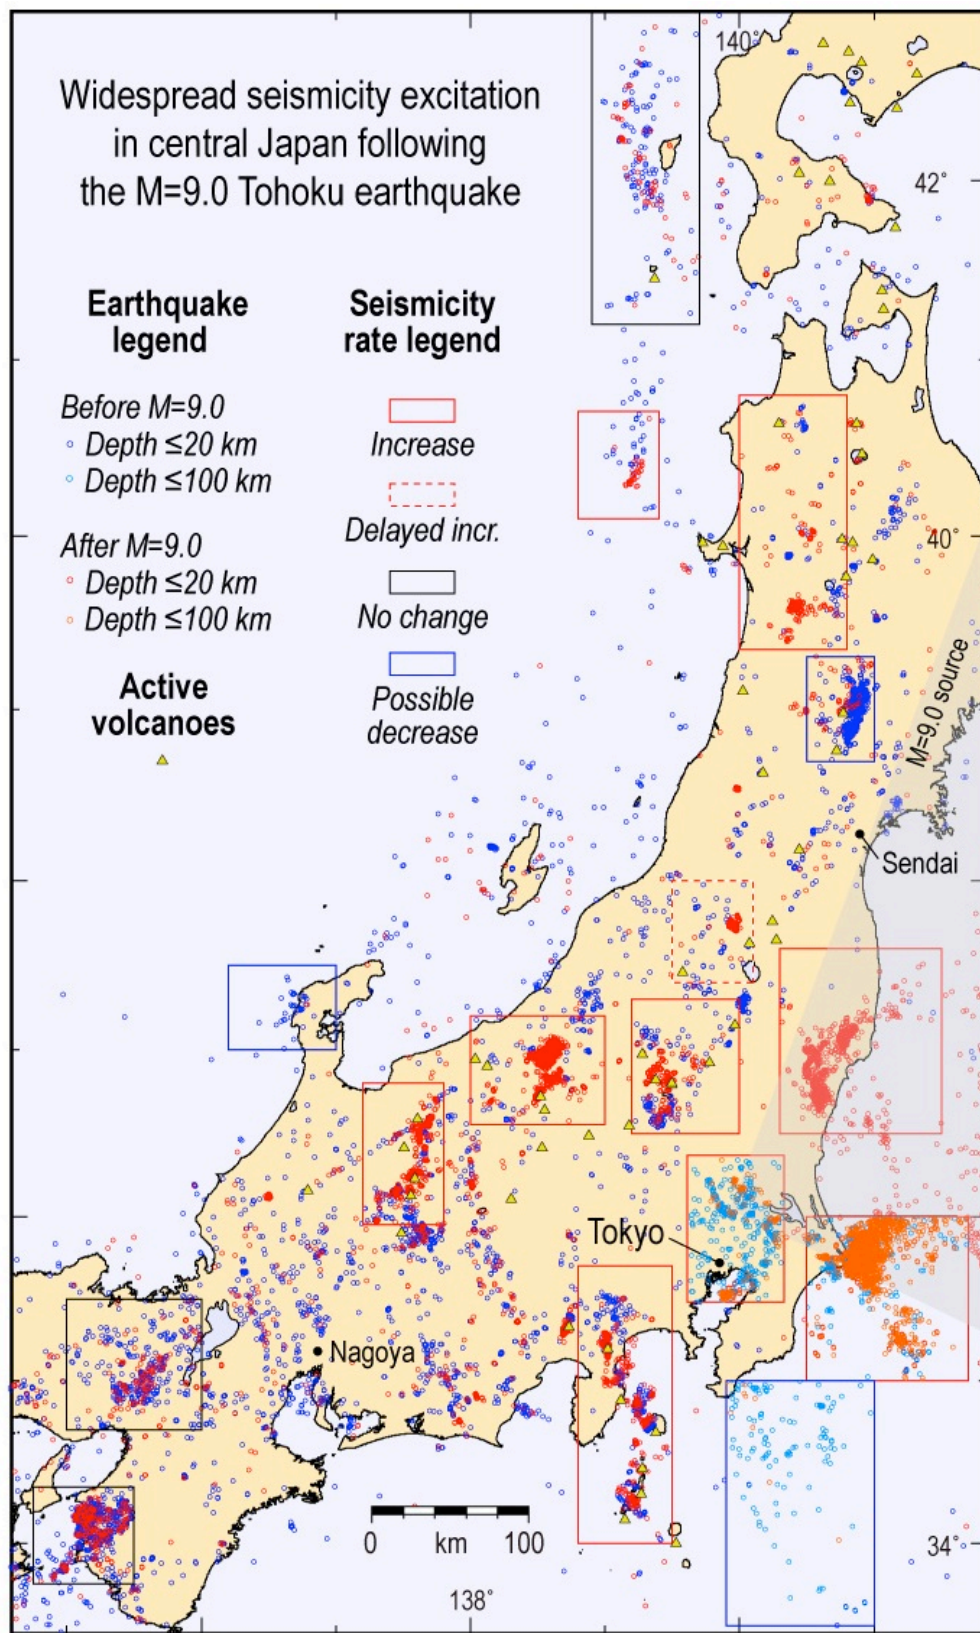 Widespread seismicity excitation
in central Japan following
the M=9.0 Tohoku earthquake
Earthquake
legend
Before M=9.0
Depth ≤20 km
Depth ≤100 km
After M=9.0
Depth ≤20 km
Depth ≤100 km
Active
volcanoes
Seismicity
rate legend
Increase
Delayed incr.
No change
Possible
decrease
140°
42°
40°
M=9.0 source
Sendai
Tokyo
Nagoya
0 km 100
34°
138°